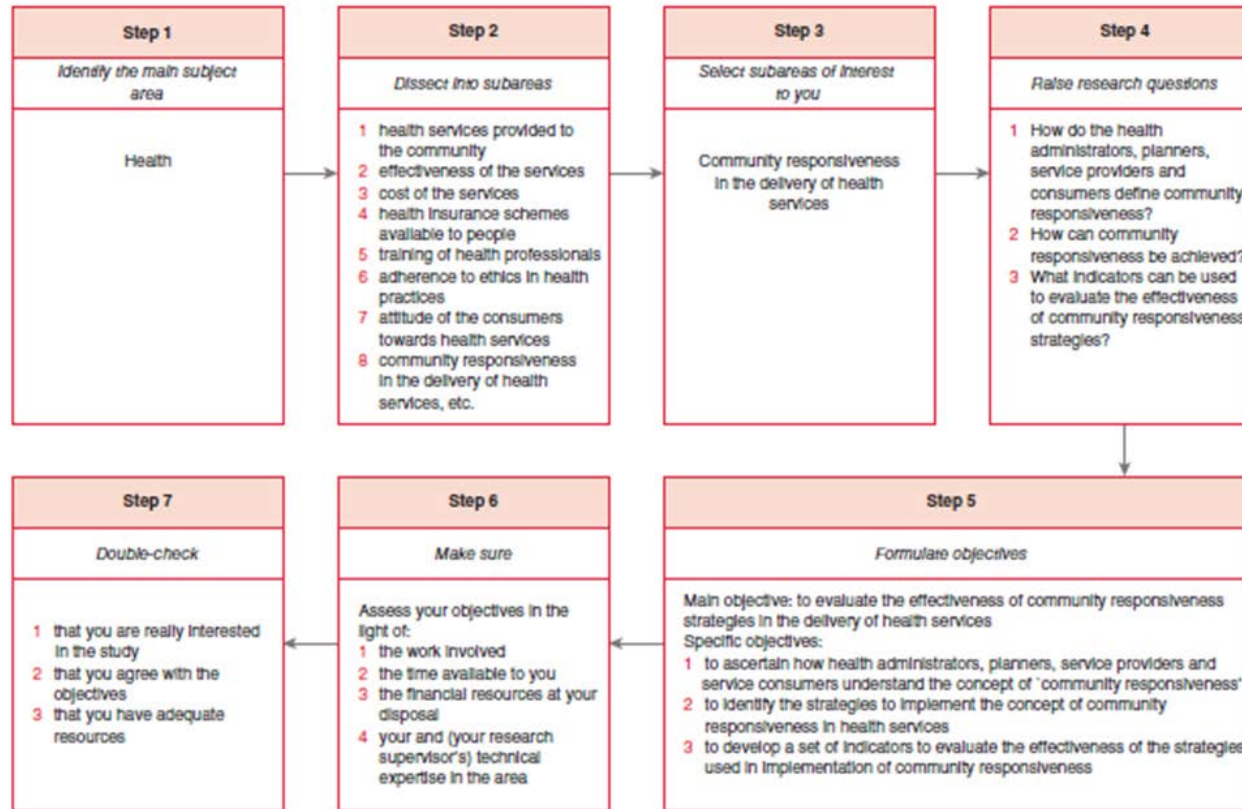 Step 1
Identify the main subject
area
Health
Step 2
Dissect into subareas
1 health services provided to
the community
2 effectiveness of the services
3 cost of the services
4 health insurance schemes
available to people
5 training of health professionals
6 adherence to ethics in health
practices
7 attitude of the consumers
towards health services
8 community responsiveness
in the delivery of health
services, etc.
Step 3
Select subareas of interest
to you
Community responsiveness
in the delivery of health
services
Step 4
Raise research questions
1 How do the health
administrators, planners,
service providers and
consumers define community
responsiveness?
2 How can community
responsiveness be achieved?
3 What indicators can be used
to evaluate the effectiveness
of community responsiveness
strategies?
Step 5
Formulate objectives
Main objective: to evaluate the effectiveness of community responsiveness
strategies in the delivery of health services
Specific objectives:
1 to ascertain how health administrators, planners, service providers and
service consumers understand the concept of `community responsiveness'
2 to identify the strategies to implement the concept of community
responsiveness in health services
3 to develop a set of indicators to evaluate the effectiveness of the strategies
used in implementation of community responsiveness
Step 6
Make sure
Assess your objectives in the
light of:
1 the work involved
2 the time available to you
3 the financial resources at your
disposal
4 your and (your research
supervisor's) technical
expertise in the area
Step 7
Double-check
1 that you are really interested
in the study
2 that you agree with the
objectives
3 that you have adequate
resources